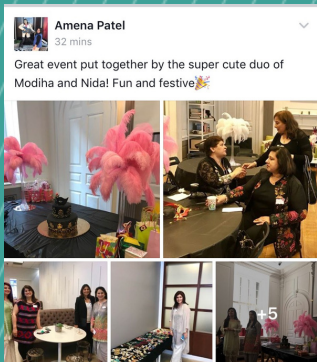 Amena Patel
32 mins
Great event put together by the super cute duo of
Modiha and Nida! Fun and festive🎉
+5